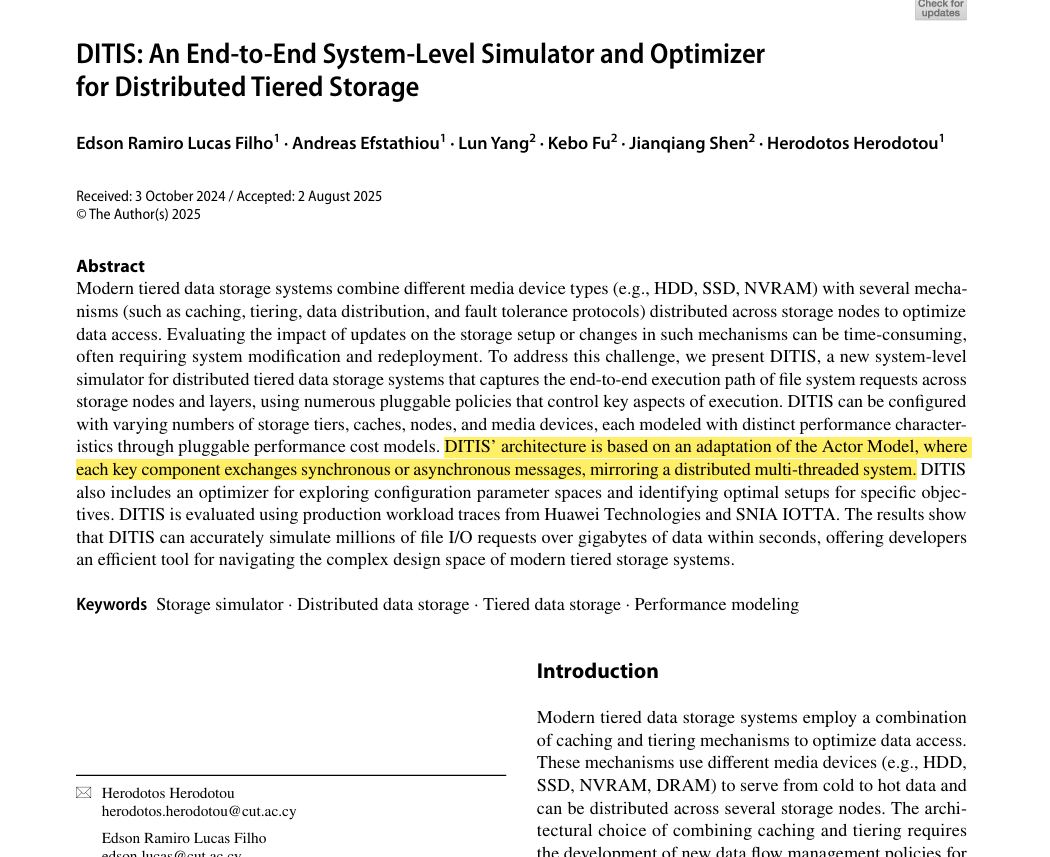 Check for
updates
DITIS: An End-to-End System-Level Simulator and Optimizer
for Distributed Tiered Storage
Edson Ramiro Lucas Filho1 · Andreas Efstathiou1 · Lun Yang2 · Kebo Fu2 · Jianqiang Shen2 · Herodotos Herodotou1
Received: 3 October 2024 / Accepted: 2 August 2025
© The Author(s) 2025
Abstract
Modern tiered data storage systems combine different media device types (e.g., HDD, SSD, NVRAM) with several mecha-
nisms (such as caching, tiering, data distribution, and fault tolerance protocols) distributed across storage nodes to optimize
data access. Evaluating the impact of updates on the storage setup or changes in such mechanisms can be time-consuming,
often requiring system modification and redeployment. To address this challenge, we present DITIS, a new system-level
simulator for distributed tiered data storage systems that captures the end-to-end execution path of file system requests across
storage nodes and layers, using numerous pluggable policies that control key aspects of execution. DITIS can be configured
with varying numbers of storage tiers, caches, nodes, and media devices, each modeled with distinct performance character-
istics through pluggable performance cost models. DITIS’ architecture is based on an adaptation of the Actor Model, where
each key component exchanges synchronous or asynchronous messages, mirroring a distributed multi-threaded system. DITIS
also includes an optimizer for exploring configuration parameter spaces and identifying optimal setups for specific objec-
tives. DITIS is evaluated using production workload traces from Huawei Technologies and SNIA IOTTA. The results show
that DITIS can accurately simulate millions of file I/O requests over gigabytes of data within seconds, offering developers
an efficient tool for navigating the complex design space of modern tiered storage systems.
Keywords Storage simulator · Distributed data storage · Tiered data storage · Performance modeling
Herodotos Herodotou
herodotos.herodotou@cut.ac.cy
Edson Ramiro Lucas Filho
edson.lucas@cut.ac.cy
Introduction
Modern tiered data storage systems employ a combination
of caching and tiering mechanisms to optimize data access.
These mechanisms use different media devices (e.g., HDD,
SSD, NVRAM, DRAM) to serve from cold to hot data and
can be distributed across several storage nodes. The archi-
tectural choice of combining caching and tiering requires
the development of new data flow management policies for